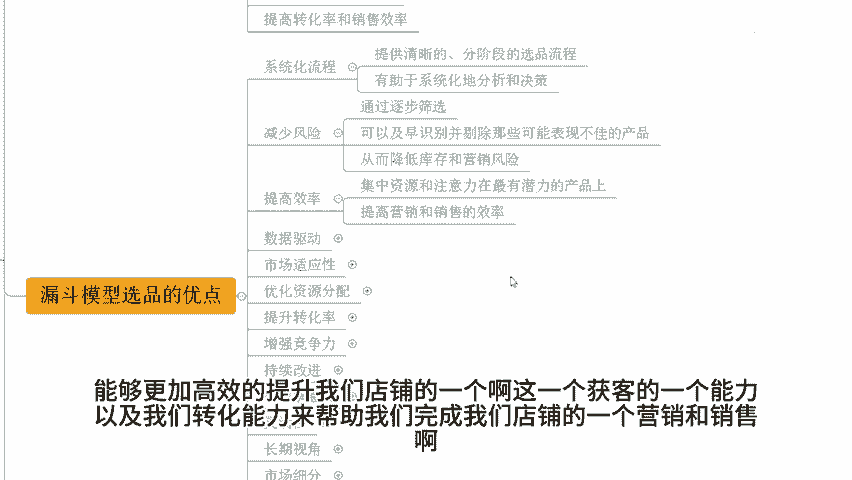 提高转化率和销售效率
系统化流程
提供清晰的、分阶段的选品流程
有助于系统化地分析和决策
减少风险
通过逐步筛选
可以及早识别并剔除那些可能表现不佳的产品
从而降低库存和营销风险
提高效率
集中资源和注意力在最有潜力的产品上
提高营销和销售的效率
数据驱动
市场适应性
漏斗模型选品的优点
优化资源分配
提升转化率
增强竞争力
持续改进
能够更加高效的提升我们店铺的一个啊这一个获客的一个能力
以及我们转化能力来帮助我们完成我们店铺的一个营销和销售
啊
长期视角
市场细分